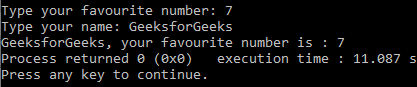 Type your favourite number: 7
Type your name: GeeksforGeeks
GeeksforGeeks, your favourite number is : 7
Process returned 0 (0x0)   execution time : 11.087 s
Press any key to continue.